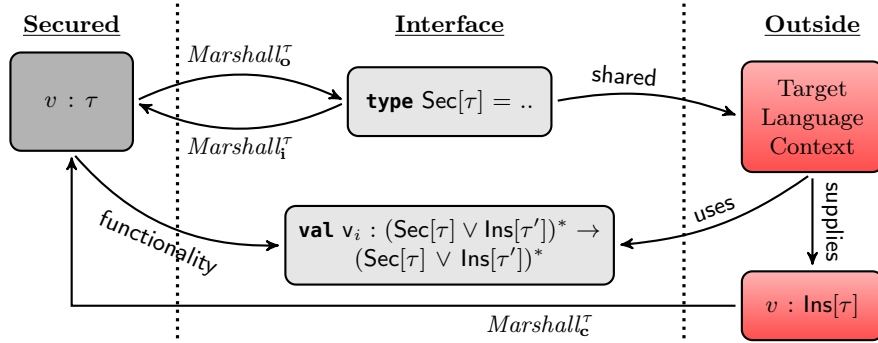 Secured
Interface
Outside
Marshall_𝐨^τ
shared
v : τ
type Sec[τ] = ..
Target
Language
Context
Marshall_𝐢^τ
functionality
val v_i : (Sec[τ] ∨ Ins[τ′])* →
(Sec[τ] ∨ Ins[τ′])*
uses
supplies
v : Ins[τ]
Marshall_𝐜^τ